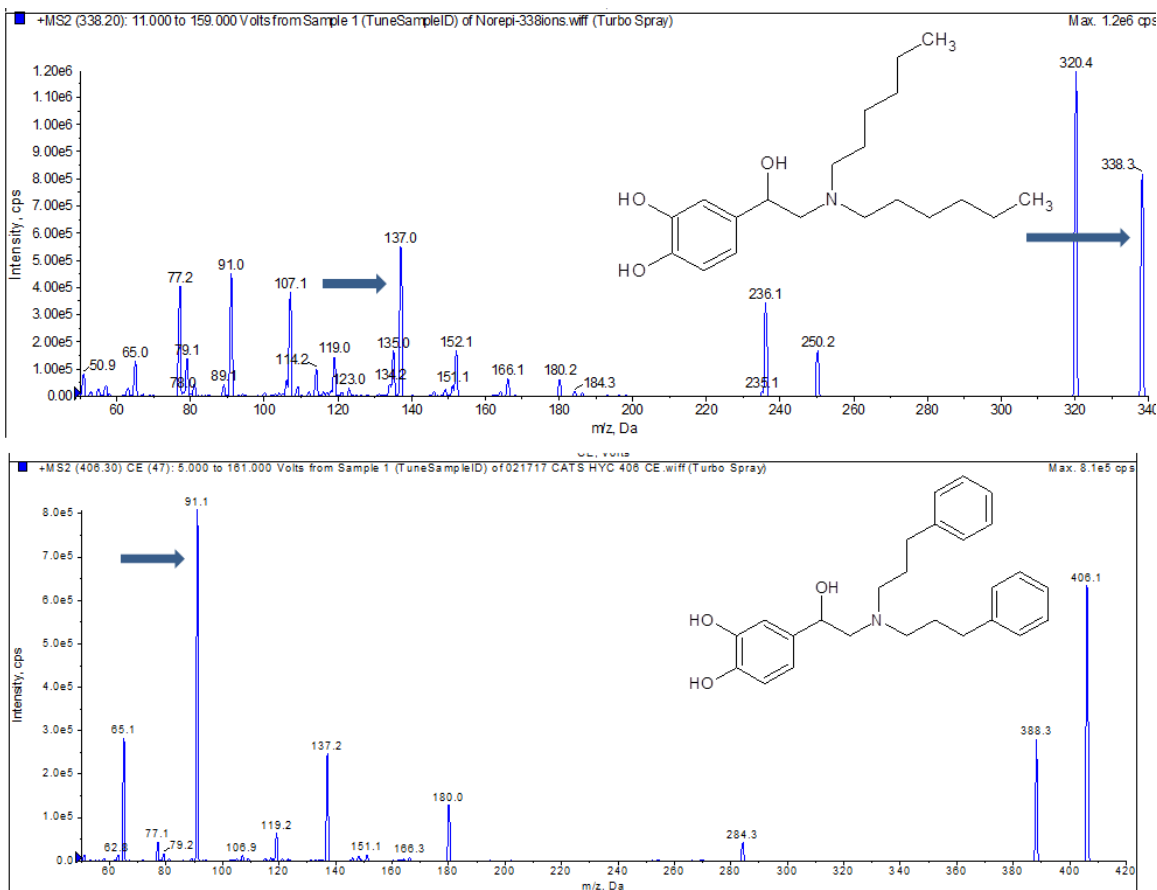 +MS2 (338.20): 11.000 to 159.000 Volts from Sample 1 (TuneSampleID) of Norepi-338ions.wiff (Turbo Spray) Max. 1.2e6 cps
Intensity, cps
1.20e6
1.10e6
1.00e6
9.00e5
8.00e5
7.00e5
6.00e5
5.00e5
4.00e5
3.00e5
2.00e5
1.00e5
0.00
50.9
65.0
77.2
78.0
79.1
89.1
91.0
107.1
114.2
119.0
123.0
134.2
135.0
137.0
151.1
152.1
166.1
180.2
184.3
235.1
236.1
250.2
320.4
338.3
CH3
OH
N
CH3
HO
HO
60 80 100 120 140 160 180 200 220 240 260 280 300 320 340
m/z, Da
+MS2 (406.30) CE (47): 5.000 to 161.000 Volts from Sample 1 (TuneSampleID) of 021717 CATS HYC 406 CE.wiff (Turbo Spray) Max. 8.1e5 cps
Intensity, cps
8.0e5
7.0e5
6.0e5
5.0e5
4.0e5
3.0e5
2.0e5
1.0e5
0.0
65.1
77.1
79.2
91.1
106.9
119.2
137.2
151.1
166.3
180.0
284.3
388.3
406.1
OH
N
HO
HO
60 80 100 120 140 160 180 200 220 240 260 280 300 320 340 360 380 400 420
m/z, Da